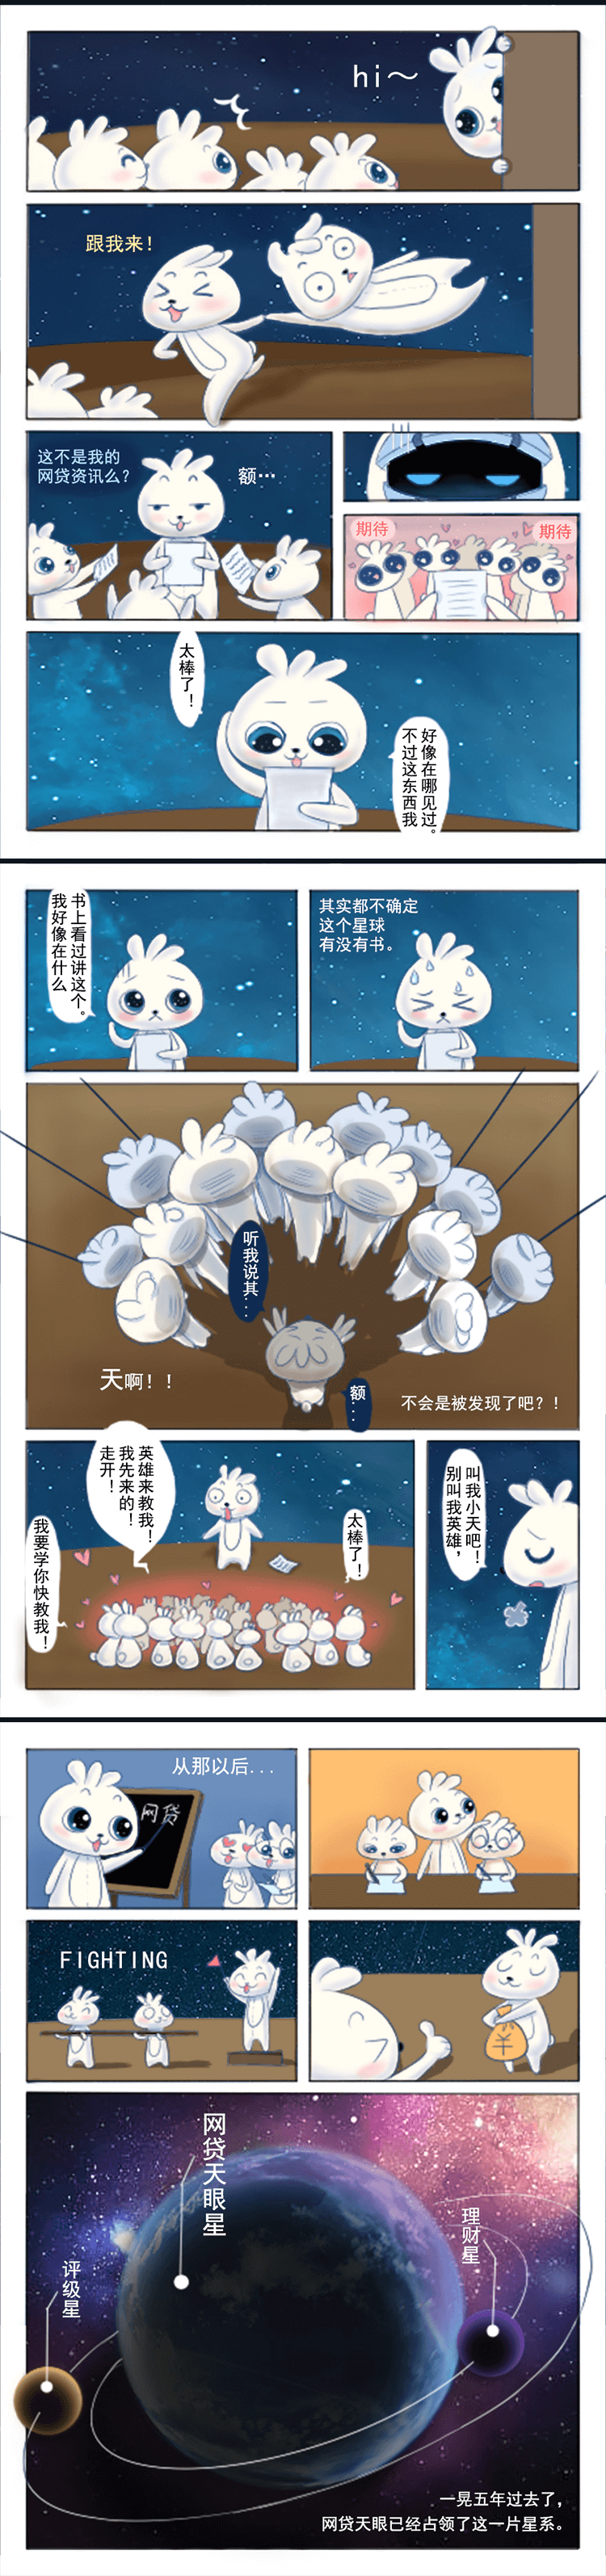 hi～
跟我来！
这不是我的
网贷资讯么？
额…
期待
期待
太棒了！
不过这东西我
好像在哪见过。
我好像在什么
书上看过讲这个。
其实都不确定
这个星球
有没有书。
听我说其...
天啊！！
额...
不会是被发现了吧？！
英雄来教我！
我先来的！
走开！
我要学你快教我！
太棒了！
别叫我英雄，
叫我小天吧！
从那以后...
网贷
FIGHTING
羊
网贷天眼星
理财星
评级星
一晃五年过去了，
网贷天眼已经占领了这一片星系。